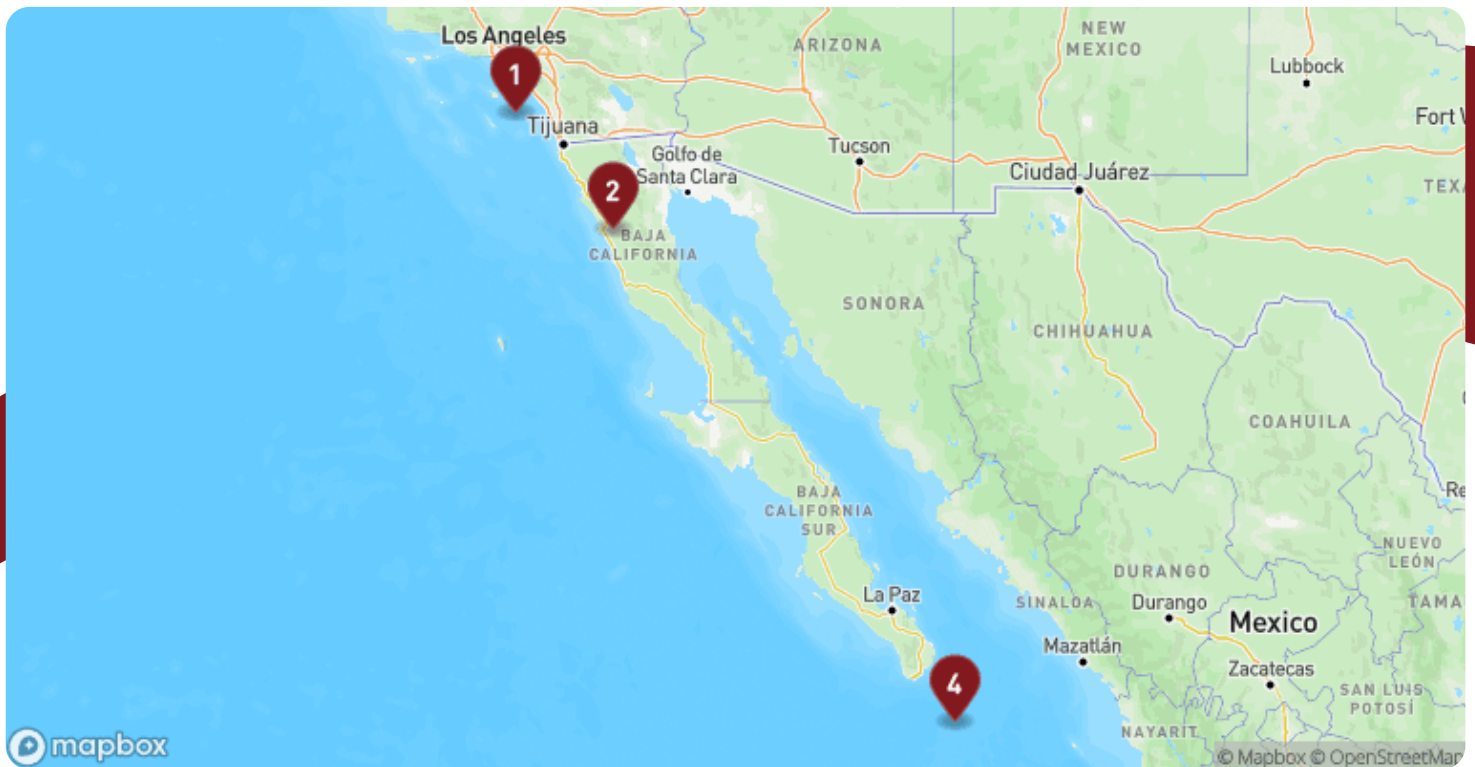 Los Angeles
1
Tijuana
ARIZONA
NEW
MEXICO
Lubbock
Fort
Tucson
Golfo de
Santa Clara
Ciudad Juárez
TEXA
2
BAJA
CALIFORNIA
SONORA
CHIHUAHUA
COAHUILA
Re
BAJA
CALIFORNIA
SUR
NUEVO
LEÓN
DURANGO
La Paz
SINALOA
Durango
Mexico
TAMA
Mazatlán
Zacatecas
4
SAN LUIS
POTOSÍ
NAYARIT
mapbox
© Mapbox © OpenStreetMap